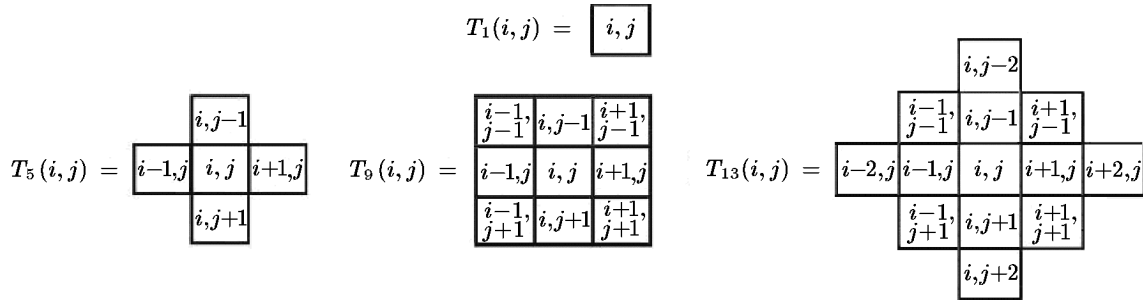 T₁(i, j) = i, j
i, j−1
T₅(i, j) = i−1, j i, j i+1, j
i, j+1
i−1, j−1 i, j−1 i+1, j−1
T₉(i, j) = i−1, j i, j i+1, j
i−1, j+1 i, j+1 i+1, j+1
i, j−2
i−1, j−1 i, j−1 i+1, j−1
T₁₃(i, j) = i−2, j i−1, j i, j i+1, j i+2, j
i−1, j+1 i, j+1 i+1, j+1
i, j+2